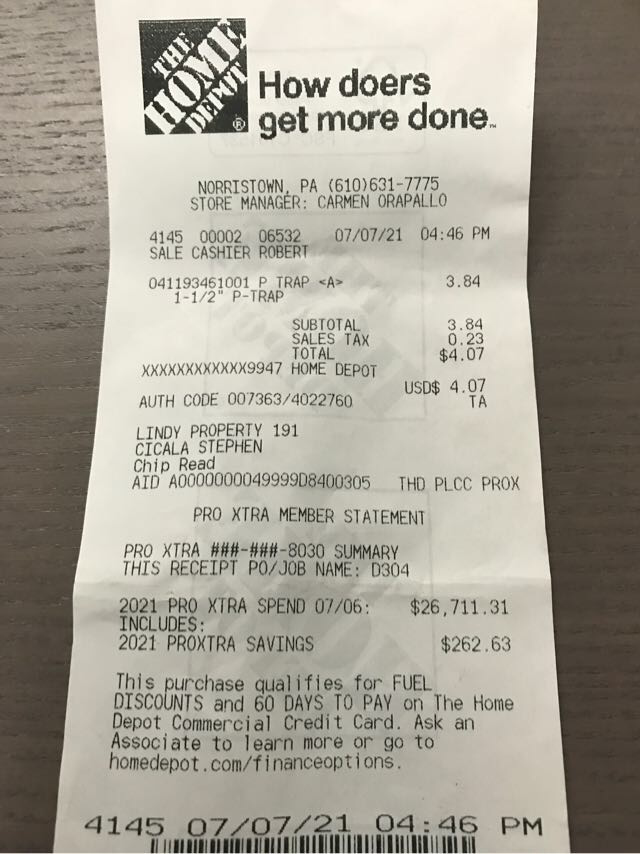 THE
HOME
DEPOT
®
How doers
get more done™
NORRISTOWN, PA (610)631-7775
STORE MANAGER: CARMEN ORAPALLO
4145 00002 06532 07/07/21 04:46 PM
SALE CASHIER ROBERT
041193461001 P TRAP <A> 3.84
1-1/2" P-TRAP
SUBTOTAL 3.84
SALES TAX 0.23
TOTAL $4.07
XXXXXXXXXXXX9947 HOME DEPOT
USD$ 4.07
AUTH CODE 007363/4022760 TA
LINDY PROPERTY 191
CICALA STEPHEN
Chip Read
AID A0000000049999D8400305 THD PLCC PROX
PRO XTRA MEMBER STATEMENT
PRO XTRA ###-###-8030 SUMMARY
THIS RECEIPT PO/JOB NAME: D304
2021 PRO XTRA SPEND 07/06: $26,711.31
INCLUDES:
2021 PROXTRA SAVINGS $262.63
This purchase qualifies for FUEL
DISCOUNTS and 60 DAYS TO PAY on The Home
Depot Commercial Credit Card. Ask an
Associate to learn more or go to
homedepot.com/financeoptions.
4145 07/07/21 04:46 PM